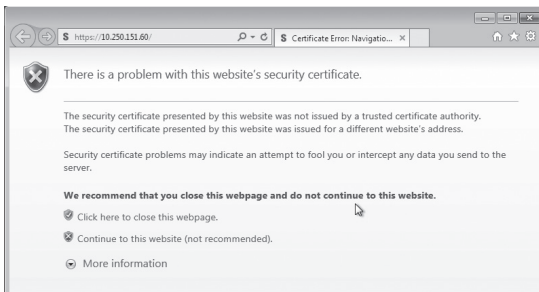 S https://10.250.151.60/
S Certificate Error: Navigatio...
There is a problem with this website's security certificate.
The security certificate presented by this website was not issued by a trusted certificate authority.
The security certificate presented by this website was issued for a different website's address.
Security certificate problems may indicate an attempt to fool you or intercept any data you send to the
server.
We recommend that you close this webpage and do not continue to this website.
Click here to close this webpage.
Continue to this website (not recommended).
More information